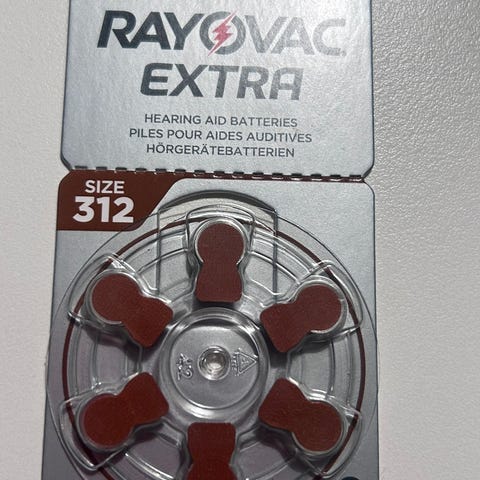 RAYOVAC
EXTRA
HEARING AID BATTERIES
PILES POUR AIDES AUDITIVES
HÖRGERÄTEBATTERIEN
SIZE
312